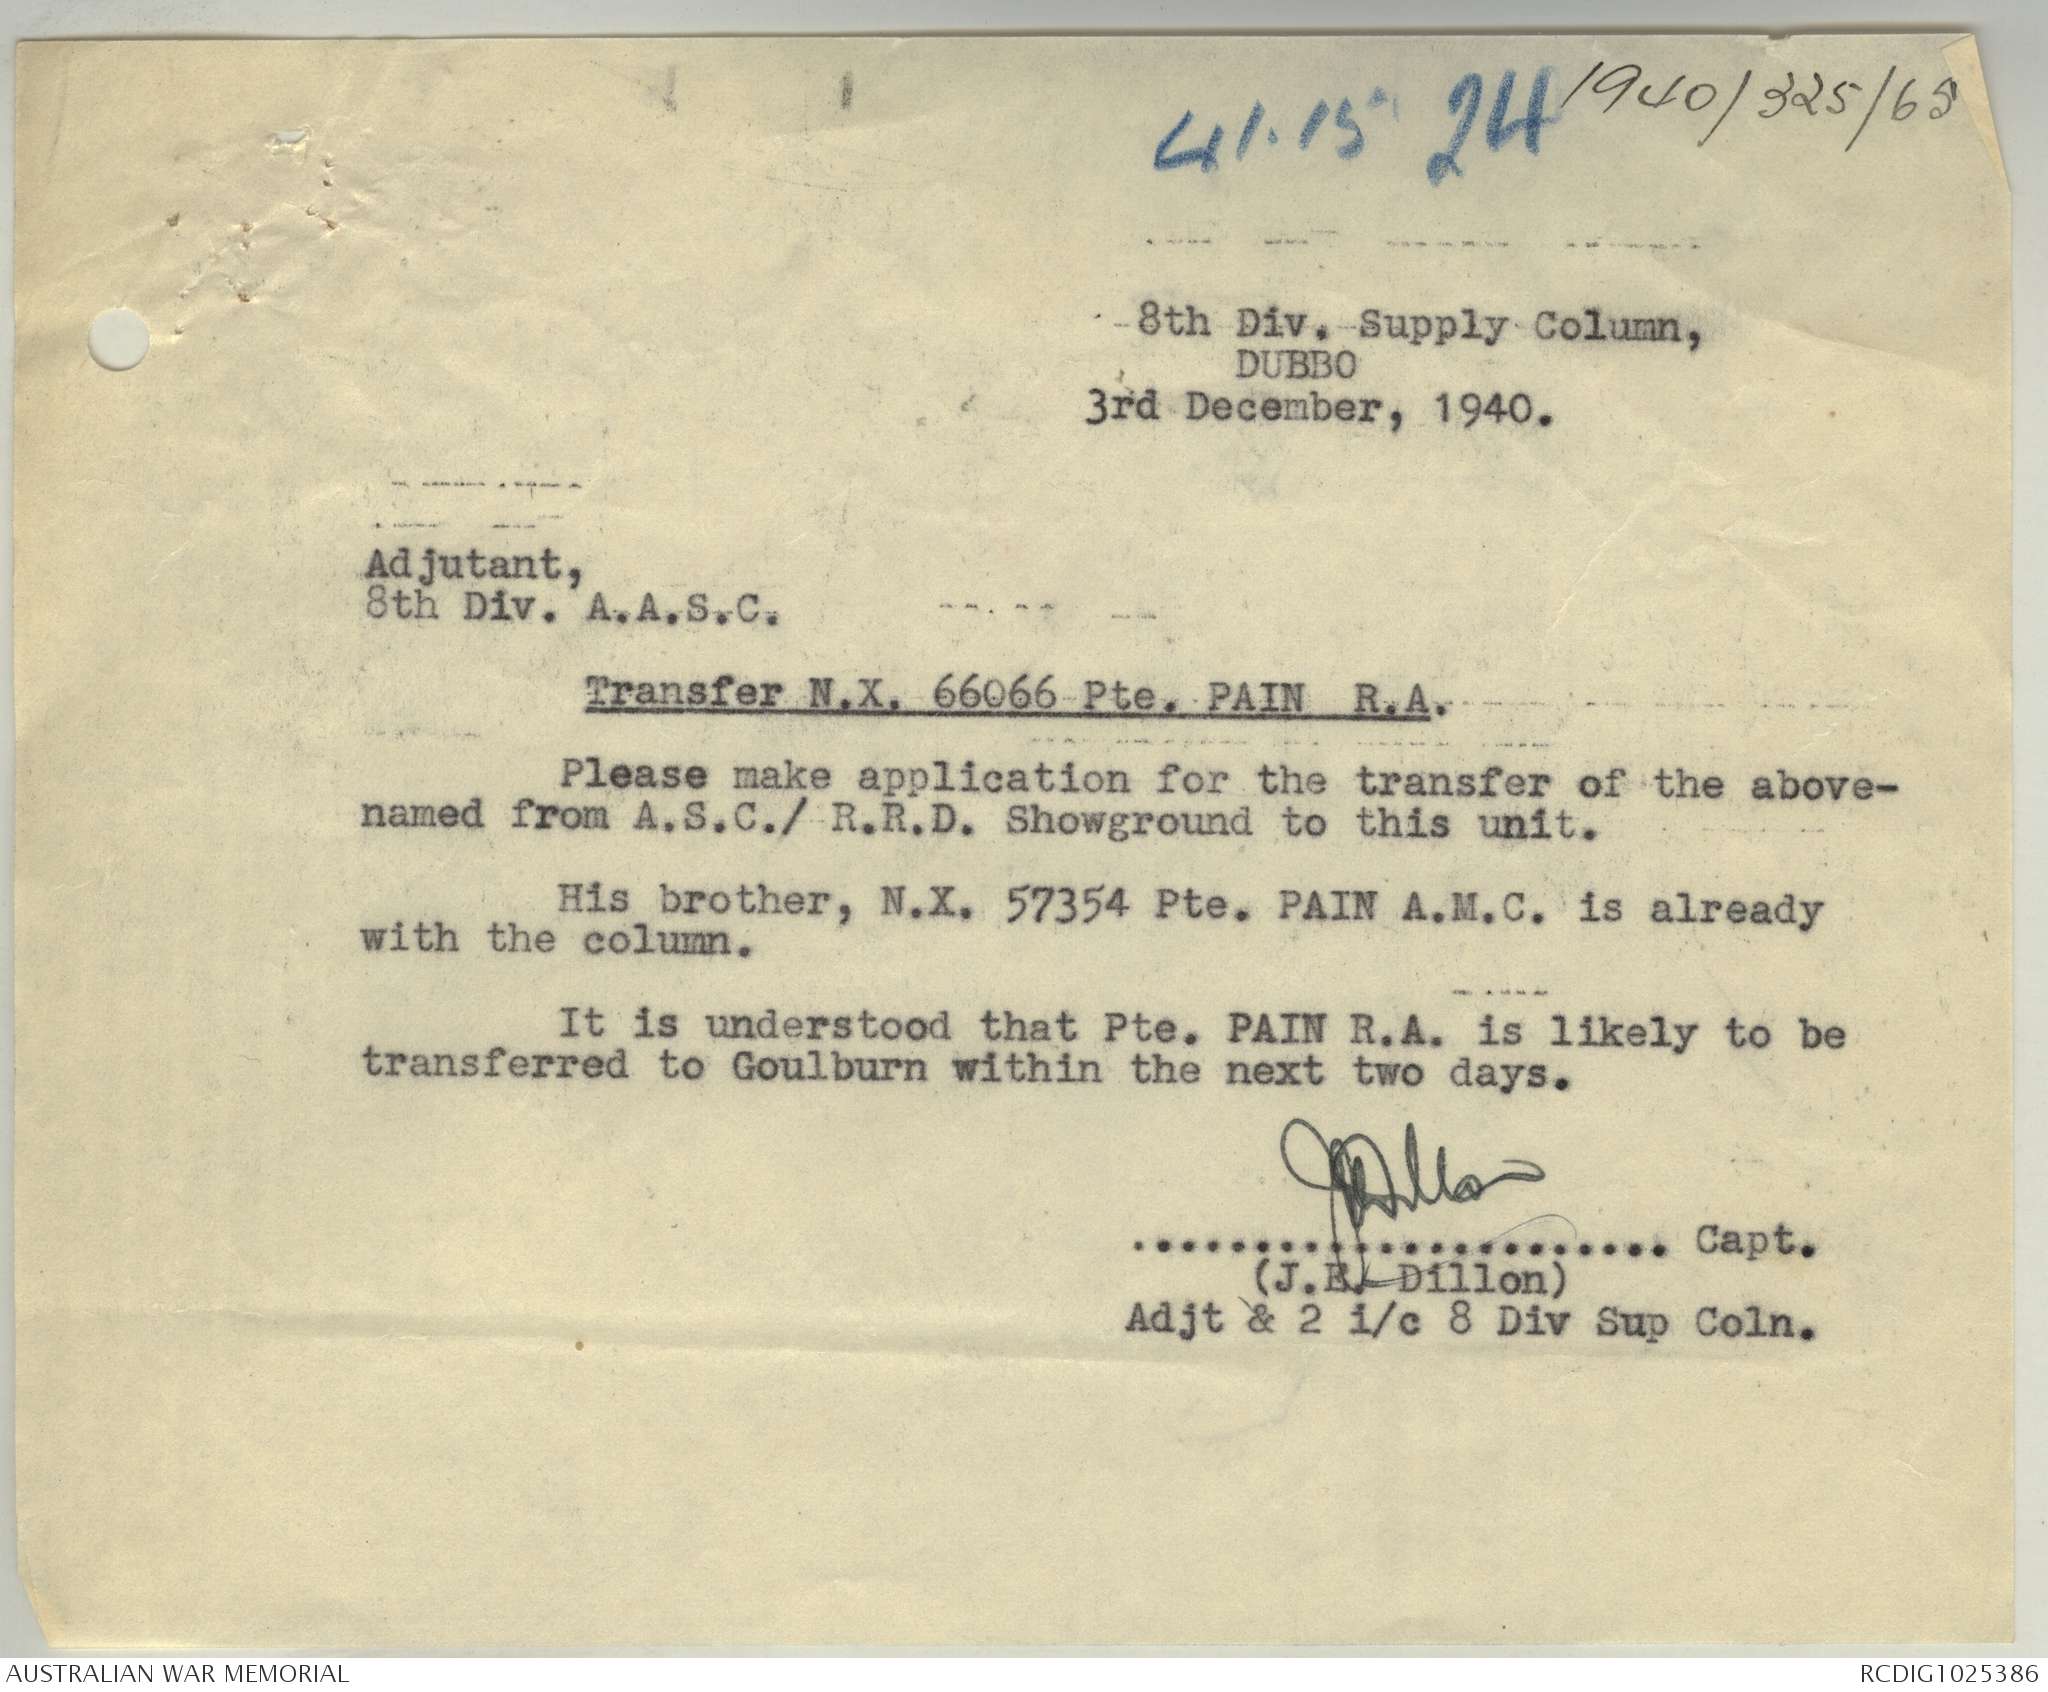 41.15 24 1940/325/65
8th Div. Supply Column,
DUBBO
3rd December, 1940.
Adjutant,
8th Div. A.A.S.C.
Transfer N.X. 66066 Pte. PAIN R.A.
Please make application for the transfer of the above-
named from A.S.C./ R.R.D. Showground to this unit.
His brother, N.X. 57354 Pte. PAIN A.M.C. is already
with the column.
It is understood that Pte. PAIN R.A. is likely to be
transferred to Goulburn within the next two days.
JEDillon
....................... Capt.
(J.E. Dillon)
Adjt & 2 i/c 8 Div Sup Coln.
AUSTRALIAN WAR MEMORIAL RCDIG1025386